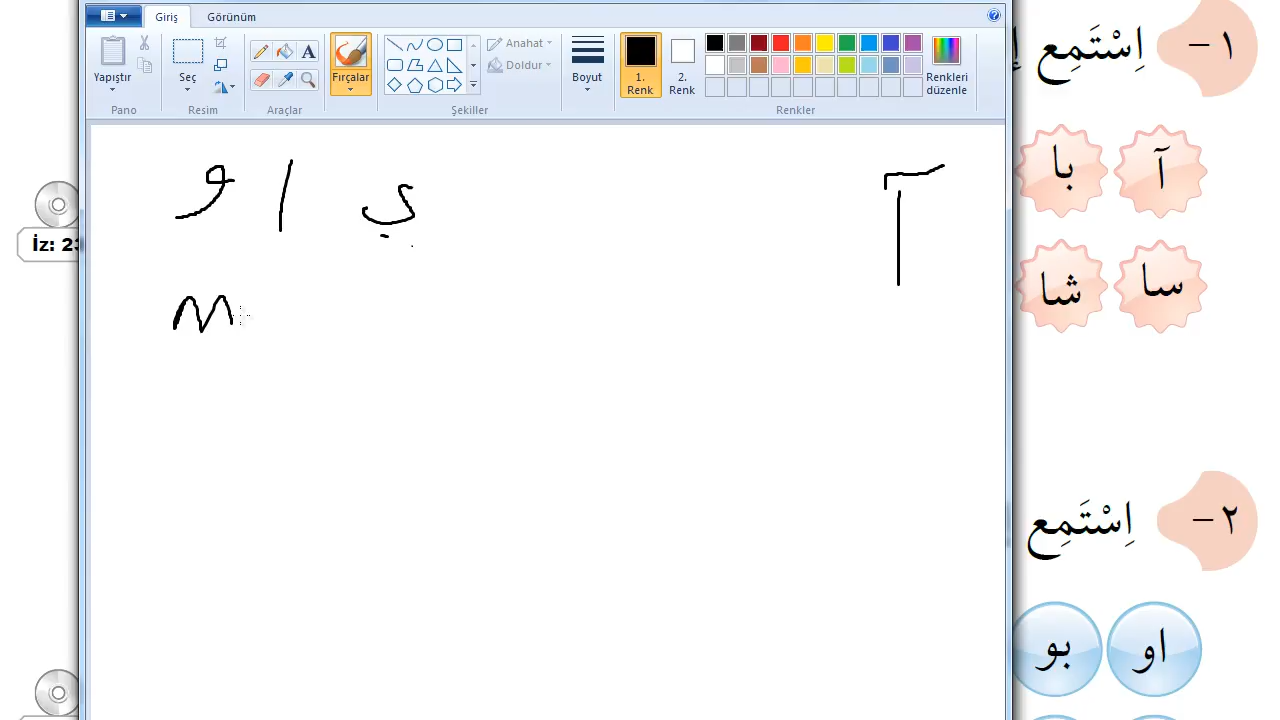 Giriş Görünüm
Yapıştır Seç Fırçalar Anahat Doldur Boyut 1. Renk 2. Renk Renkleri düzenle
Pano Resim Araçlar Şekiller Renkler
و ا ي آ
M
١ – اِسْتَمِع
آ با
سا شا
İz: 23
٢ – اِسْتَمِع
او بو